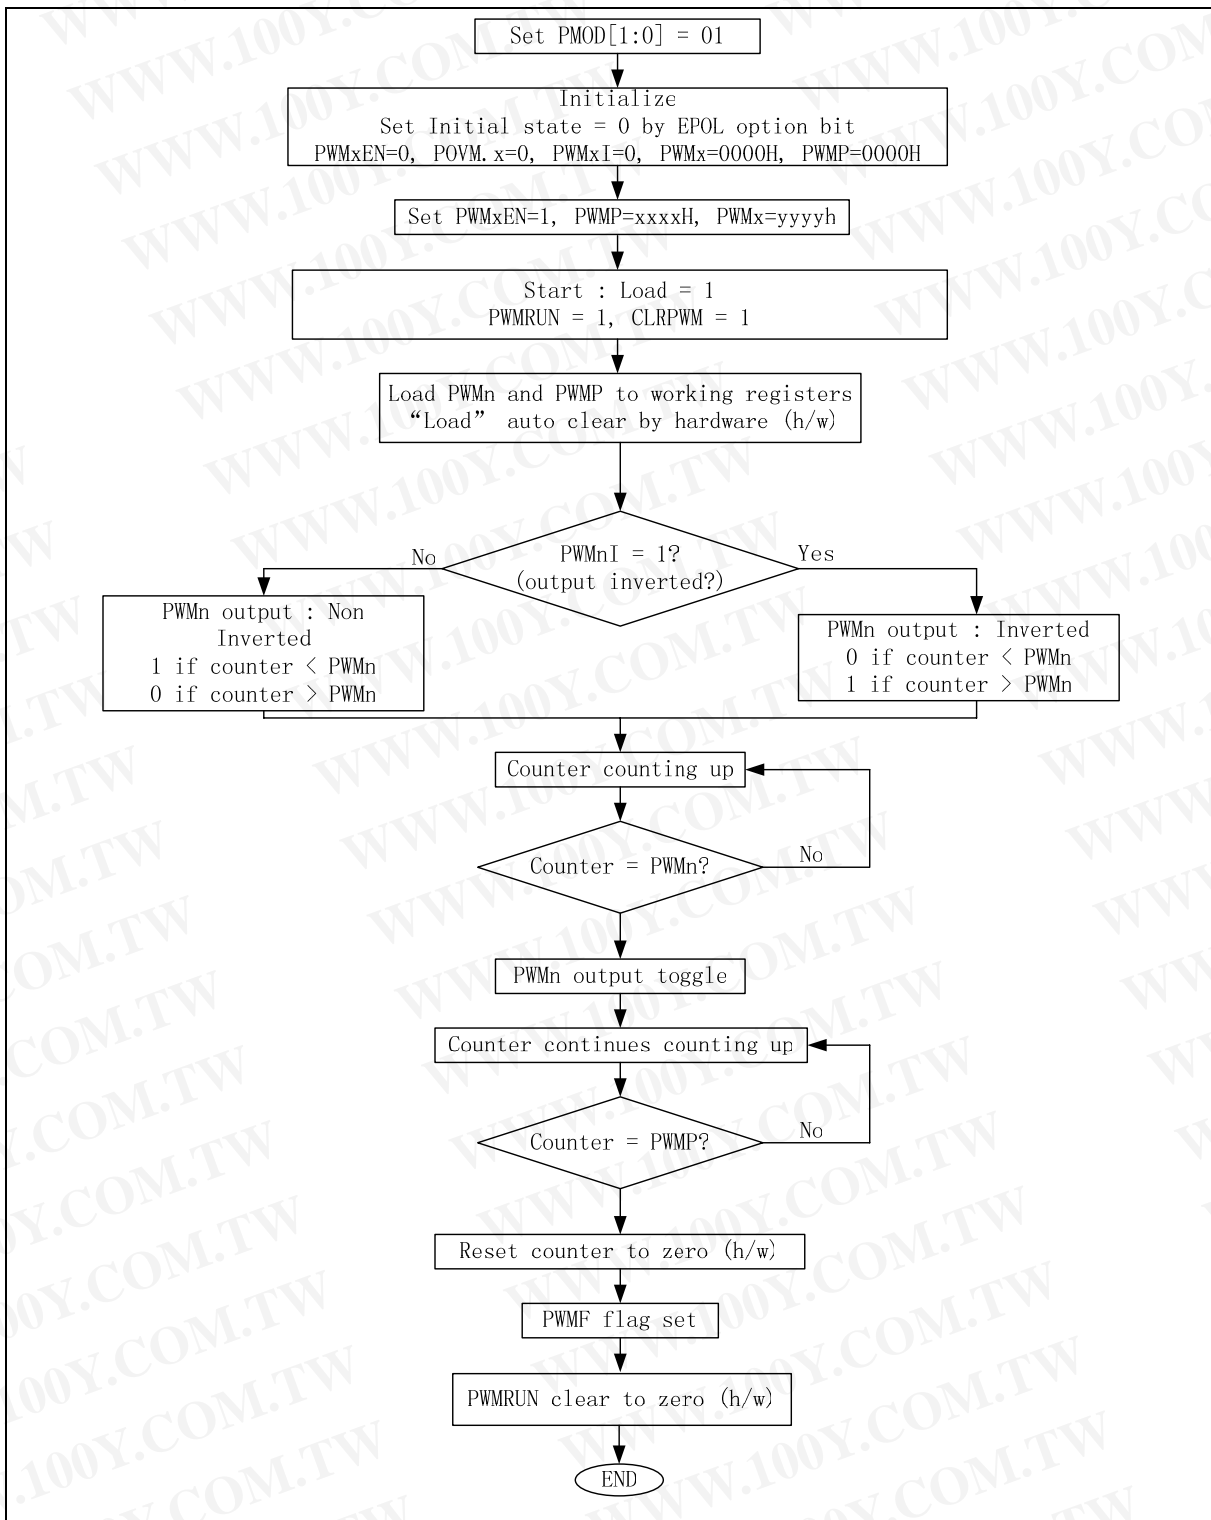 Set PMOD[1:0] = 01
Initialize
Set Initial state = 0 by EPOL option bit
PWMxEN=0, POVM.x=0, PWMxI=0, PWMx=0000H, PWMP=0000H
Set PWMxEN=1, PWMP=xxxxH, PWMx=yyyyh
Start : Load = 1
PWMRUN = 1, CLRPWM = 1
Load PWMn and PWMP to working registers
“Load” auto clear by hardware (h/w)
PWMnI = 1?
(output inverted?)
No
Yes
PWMn output : Non
Inverted
1 if counter < PWMn
0 if counter > PWMn
PWMn output : Inverted
0 if counter < PWMn
1 if counter > PWMn
Counter counting up
Counter = PWMn?
No
PWMn output toggle
Counter continues counting up
Counter = PWMP?
No
Reset counter to zero (h/w)
PWMF flag set
PWMRUN clear to zero (h/w)
END
WWW.100Y.COM.TW